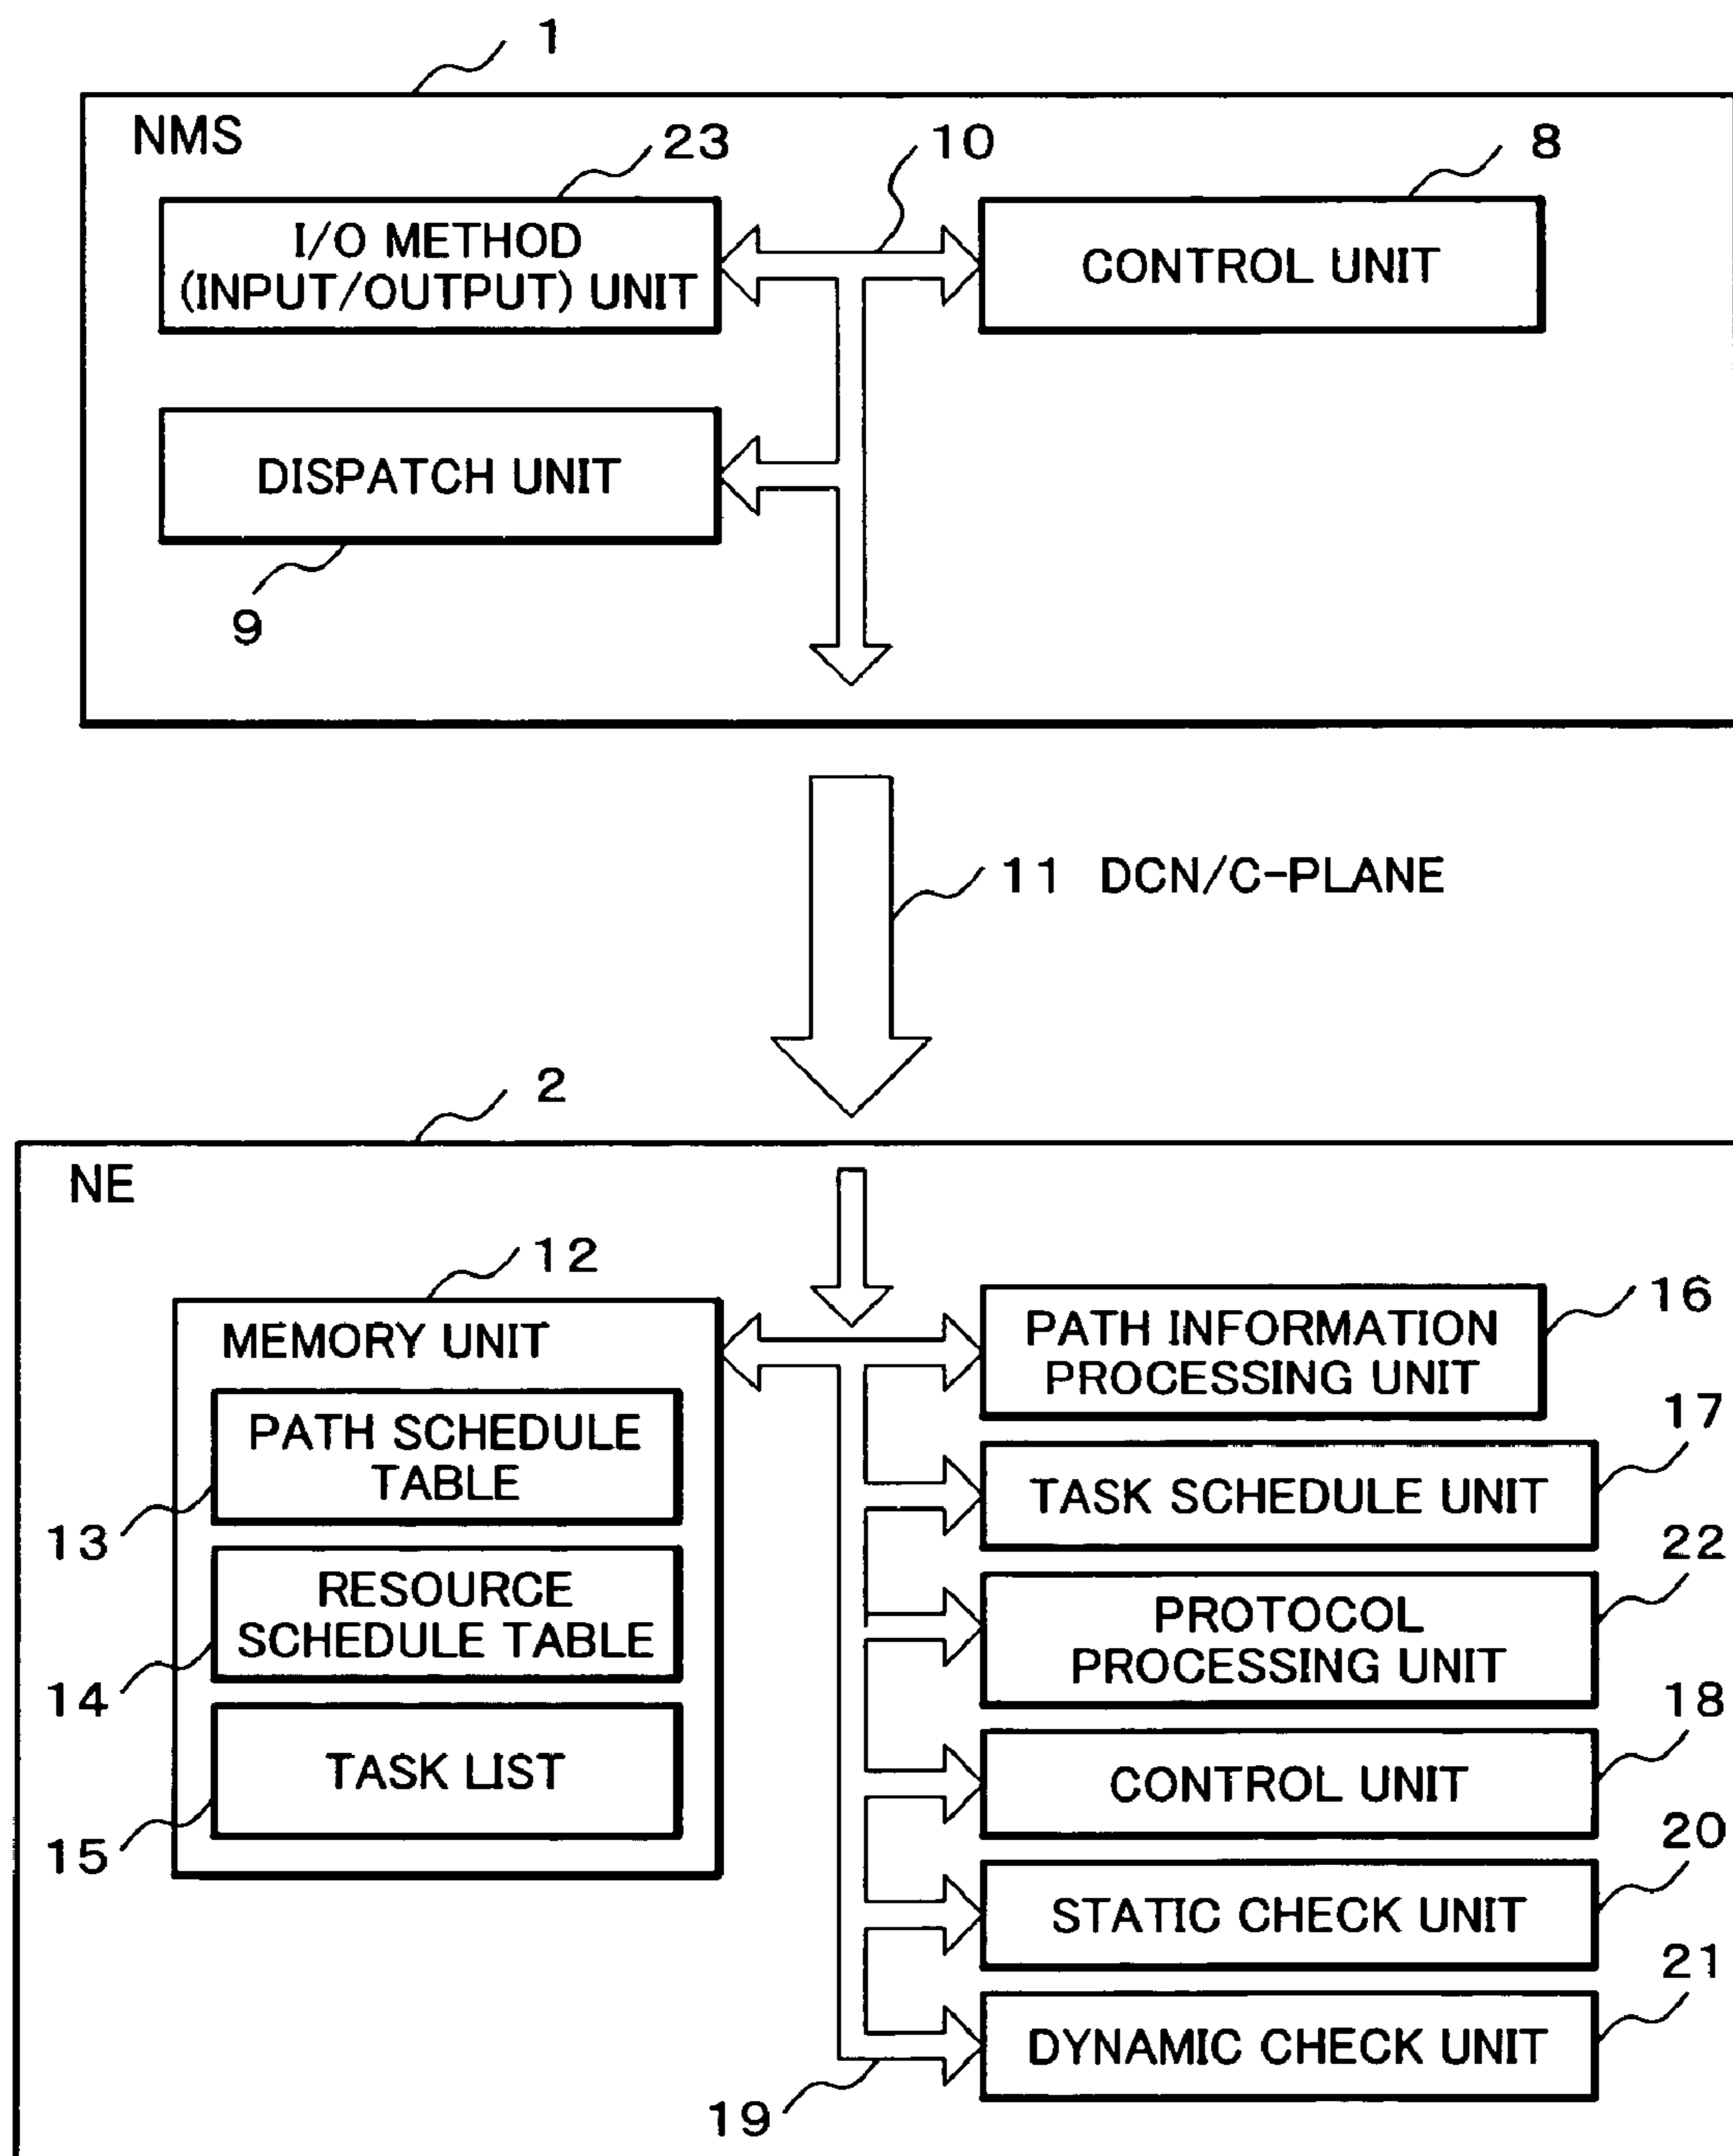 1
NMS
23
10
8
I/O METHOD
(INPUT/OUTPUT) UNIT
CONTROL UNIT
DISPATCH UNIT
9
11 DCN/C-PLANE
2
NE
12
MEMORY UNIT
PATH SCHEDULE
TABLE
13
RESOURCE
SCHEDULE TABLE
14
TASK LIST
15
PATH INFORMATION
PROCESSING UNIT
16
17
TASK SCHEDULE UNIT
22
PROTOCOL
PROCESSING UNIT
18
CONTROL UNIT
20
STATIC CHECK UNIT
21
DYNAMIC CHECK UNIT
19